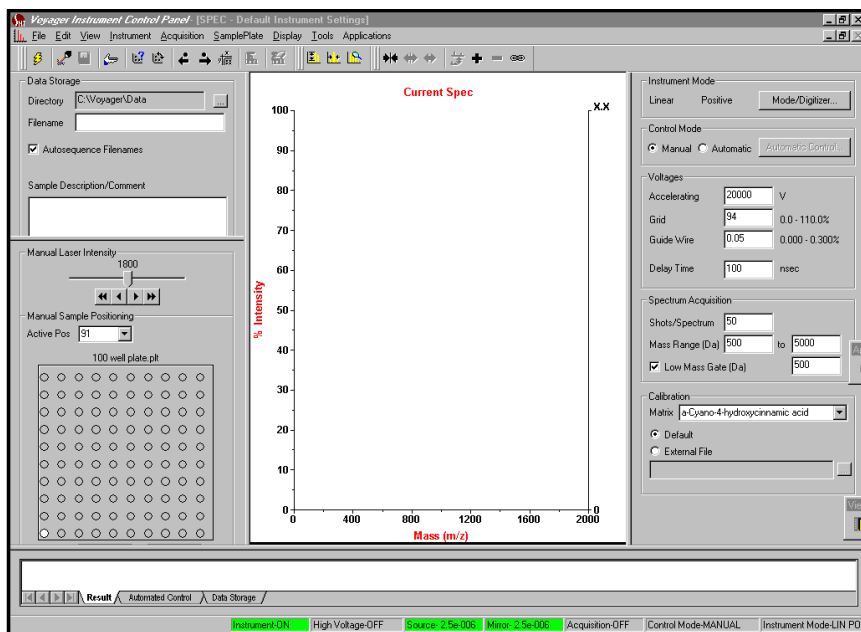 Voyager Instrument Control Panel - [SPEC - Default Instrument Settings]
File Edit View Instrument Acquisition SamplePlate Display Tools Applications
Data Storage
Directory C:\Voyager\Data ...
Filename
Autosequence Filenames
Sample Description/Comment
Manual Laser Intensity
1800
Manual Sample Positioning
Active Pos 91
100 well plate.plt
Current Spec
X.X
100
90
80
70
60
50
40
30
20
10
0
0
% Intensity
0 400 800 1200 1600 2000
Mass (m/z)
Instrument Mode
Linear Positive Mode/Digitizer...
Control Mode
Manual Automatic Automatic Control...
Voltages
Accelerating 20000 V
Grid 94 0.0 - 110.0%
Guide Wire 0.05 0.000 - 0.300%
Delay Time 100 nsec
Spectrum Acquisition
Shots/Spectrum 50
Mass Range (Da) 500 to 5000
Low Mass Gate (Da) 500
Calibration
Matrix a-Cyano-4-hydroxycinnamic acid
Default
External File
Result Automated Control Data Storage
Instrument-ON High Voltage-OFF Source- 2.5e-006 Mirror- 2.5e-006 Acquisition-OFF Control Mode-MANUAL Instrument Mode-LIN PO